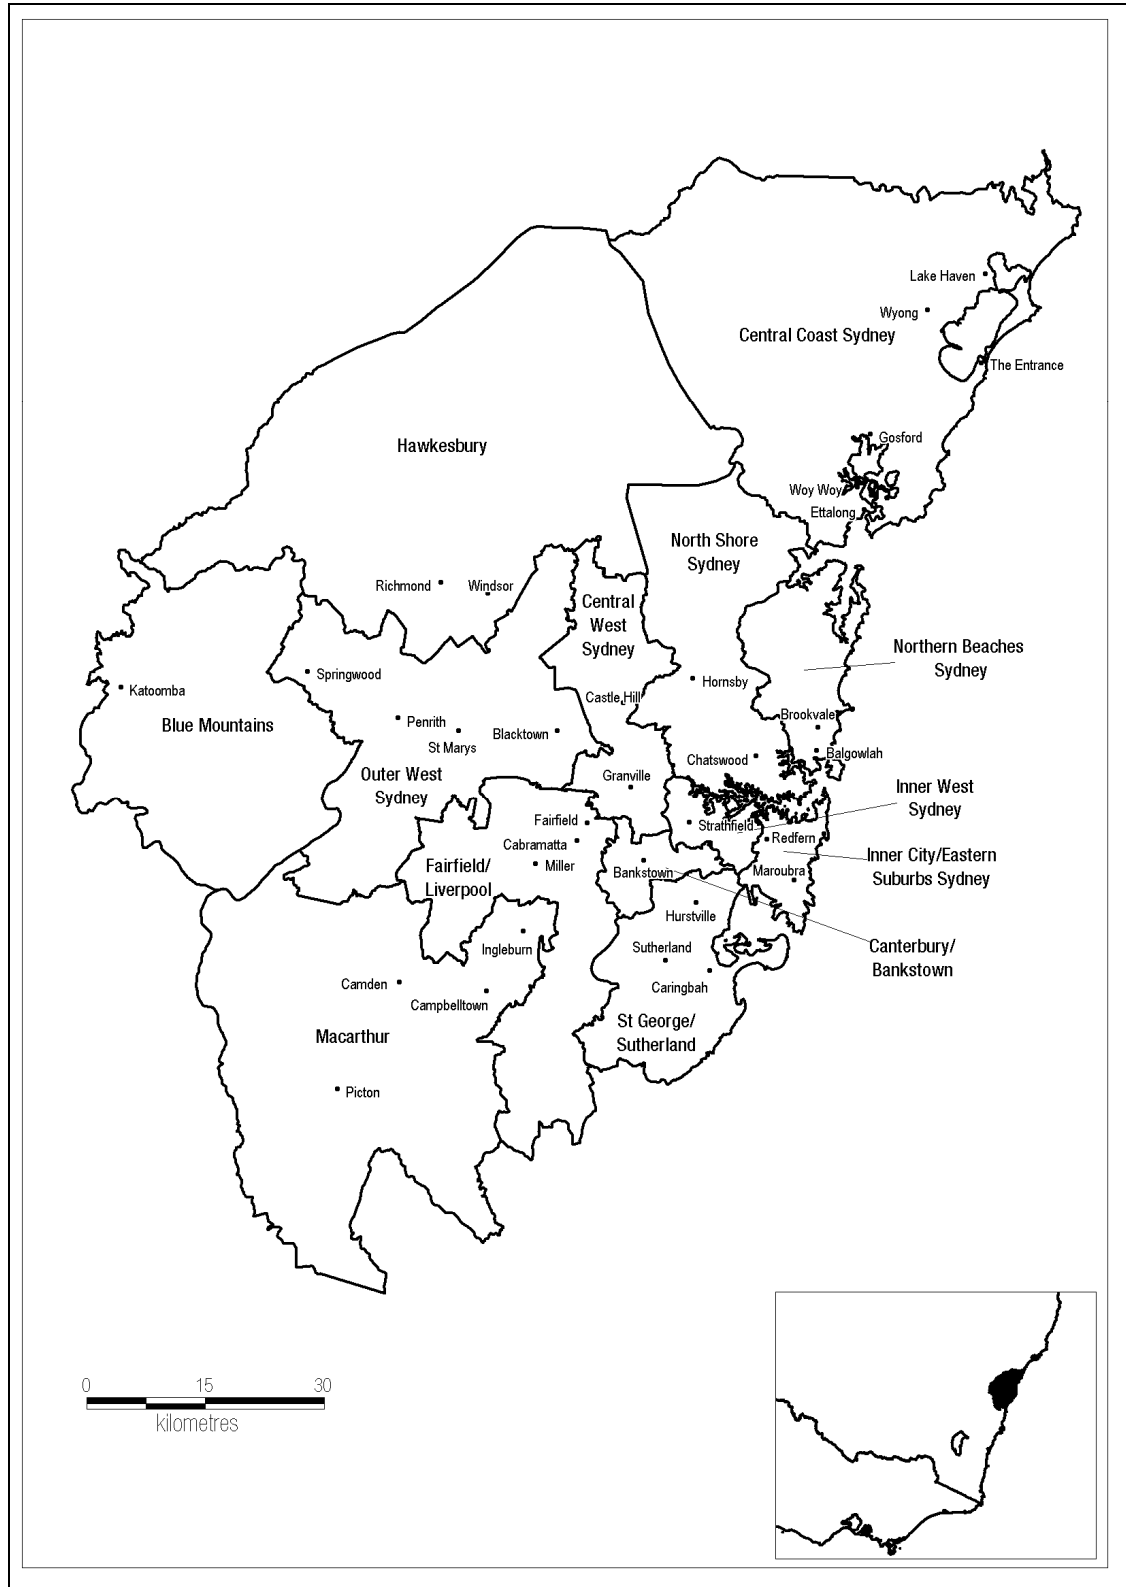 Lake Haven
Wyong
Central Coast Sydney
The Entrance
Gosford
Hawkesbury
Woy Woy
Ettalong
North Shore
Sydney
Richmond
Windsor
Central
West
Sydney
Northern Beaches
Sydney
Springwood
Hornsby
Katoomba
Castle Hill
Blue Mountains
Penrith
Brookvale
St Marys
Blacktown
Balgowlah
Chatswood
Outer West
Sydney
Granville
Inner West
Sydney
Fairfield
Strathfield
Redfern
Cabramatta
Miller
Inner City/Eastern
Suburbs Sydney
Fairfield/
Liverpool
Bankstown
Maroubra
Hurstville
Ingleburn
Sutherland
Canterbury/
Bankstown
Camden
Caringbah
Campbelltown
St George/
Sutherland
Macarthur
Picton
0 15 30
kilometres